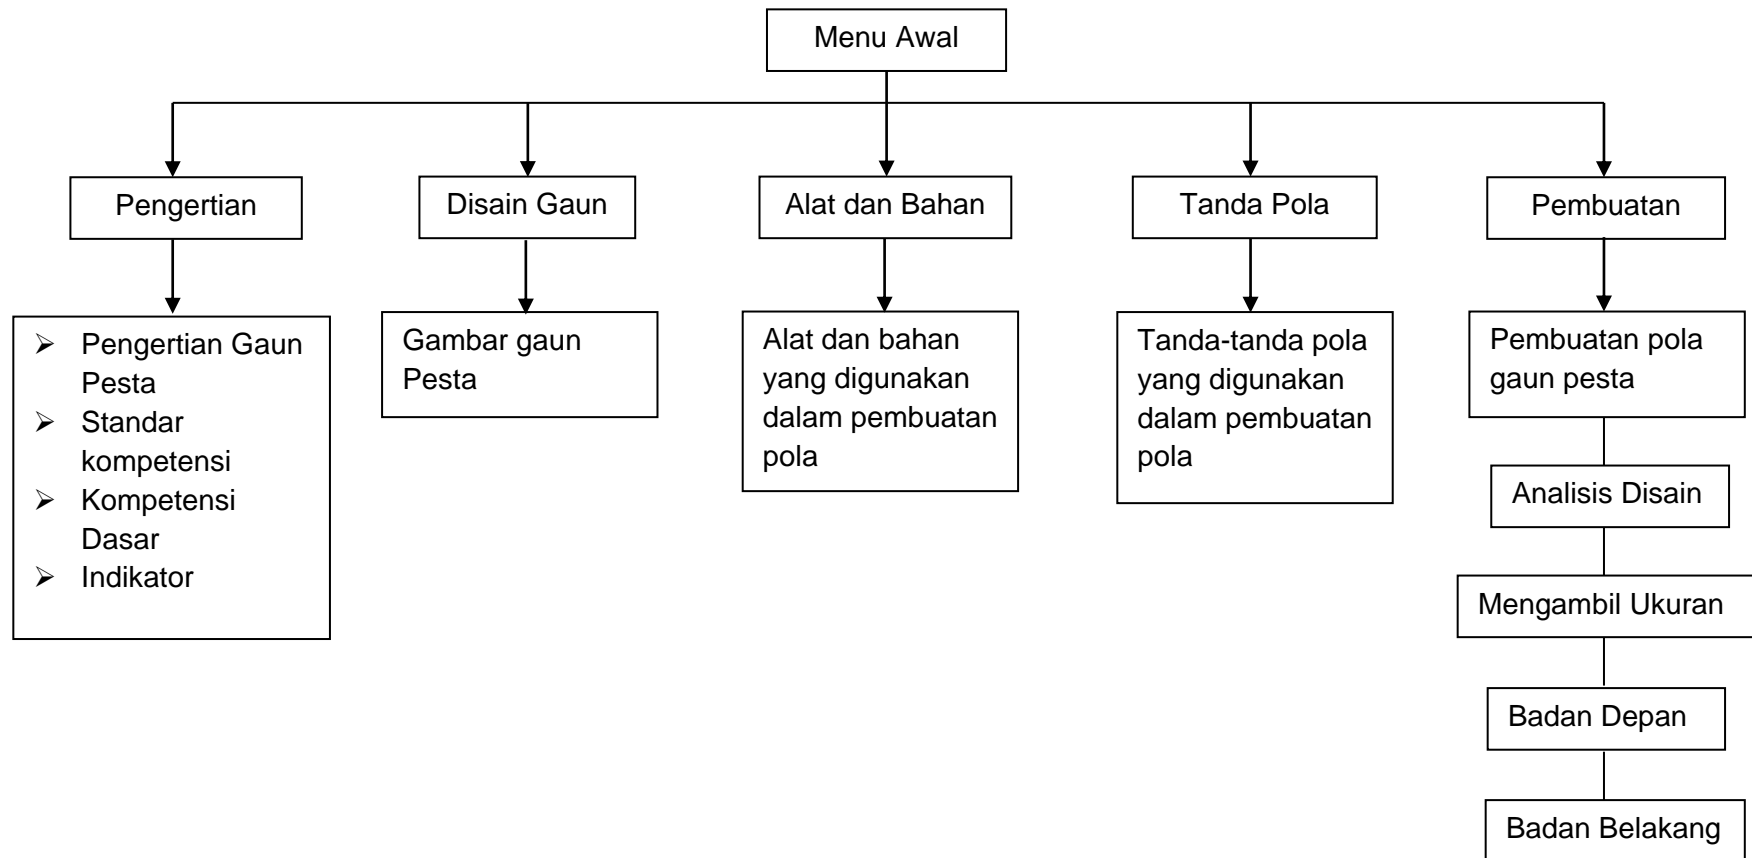 Menu Awal
Pengertian
Disain Gaun
Alat dan Bahan
Tanda Pola
Pembuatan
➢ Pengertian Gaun
Pesta
➢ Standar
kompetensi
➢ Kompetensi
Dasar
➢ Indikator
Gambar gaun
Pesta
Alat dan bahan
yang digunakan
dalam pembuatan
pola
Tanda-tanda pola
yang digunakan
dalam pembuatan
pola
Pembuatan pola
gaun pesta
Analisis Disain
Mengambil Ukuran
Badan Depan
Badan Belakang